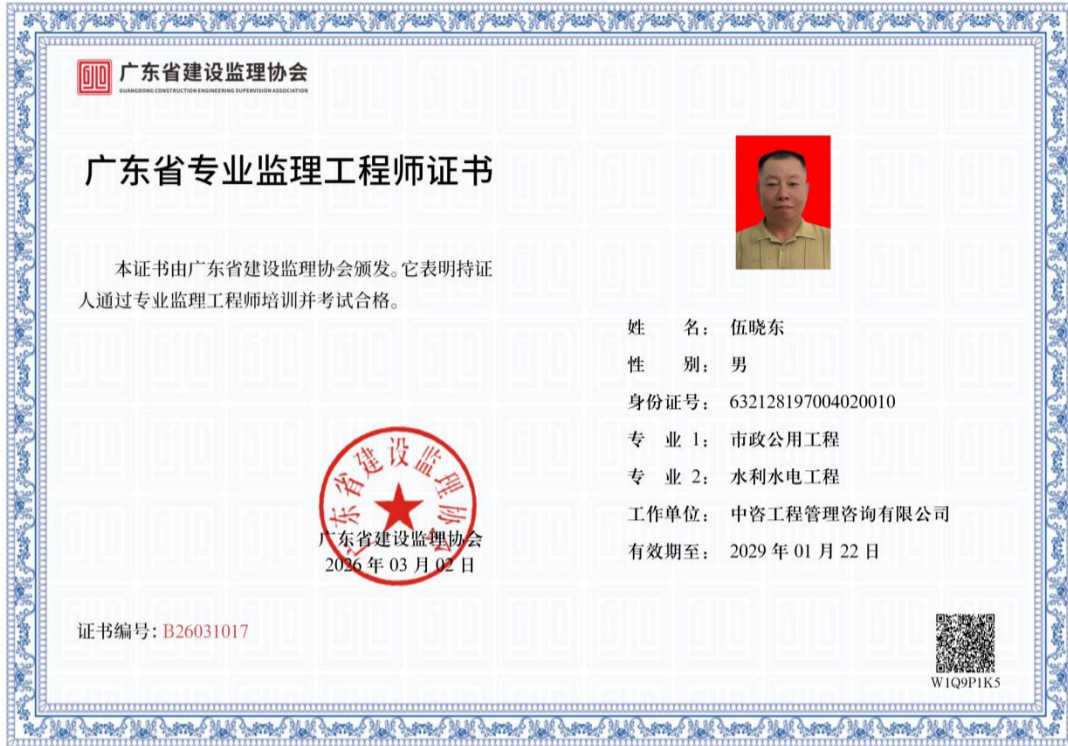 广东省建设监理协会
GUANGDONG CONSTRUCTION ENGINEERING SUPERVISION ASSOCIATION
广东省专业监理工程师证书
本证书由广东省建设监理协会颁发。它表明持证
人通过专业监理工程师培训并考试合格。
姓 名： 伍晓东
性 别： 男
身份证号： 632128197004020010
专 业 1： 市政公用工程
专 业 2： 水利水电工程
工作单位： 中咨工程管理咨询有限公司
有效期至： 2029 年 01 月 22 日
广东省建设监理协会
广东省建设监理协会
2026 年 03 月 02 日
证书编号：B26031017
W1Q9P1K5